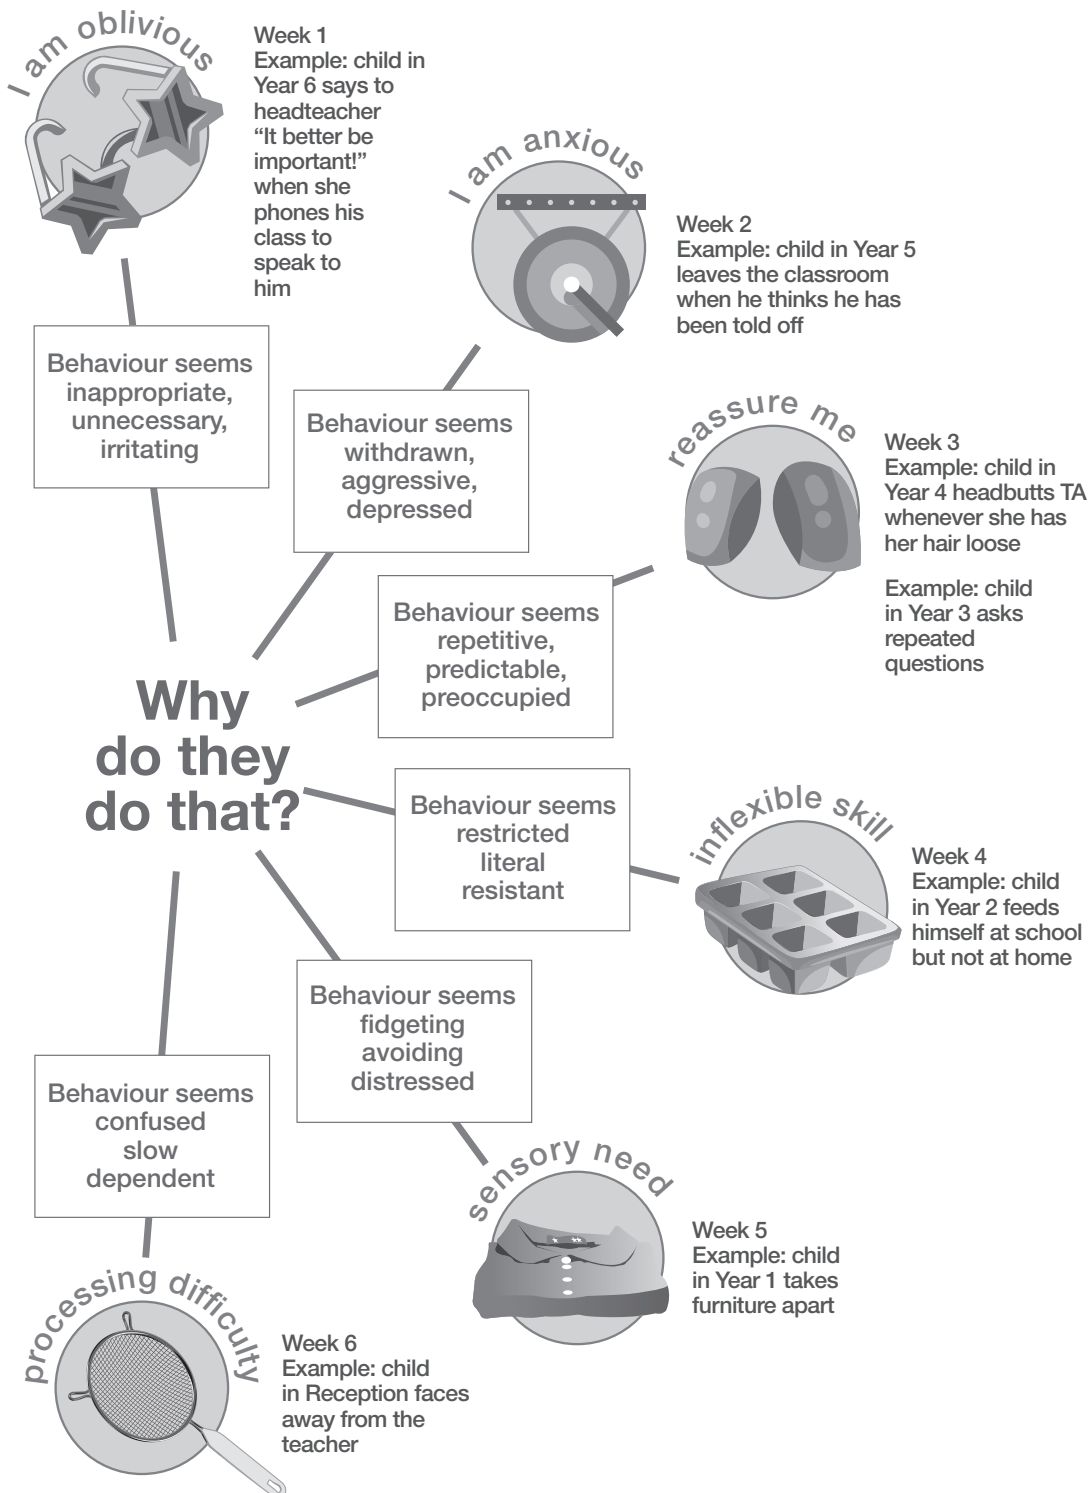 I am oblivious
Week 1
Example: child in
Year 6 says to
headteacher
“It better be
important!”
when she
phones his
class to
speak to
him
Behaviour seems
inappropriate,
unnecessary,
irritating
I am anxious
Week 2
Example: child in Year 5
leaves the classroom
when he thinks he has
been told off
Behaviour seems
withdrawn,
aggressive,
depressed
reassure me
Week 3
Example: child in
Year 4 headbutts TA
whenever she has
her hair loose
Example: child
in Year 3 asks
repeated
questions
Behaviour seems
repetitive,
predictable,
preoccupied
Why
do they
do that?
Behaviour seems
restricted
literal
resistant
inflexible skill
Week 4
Example: child
in Year 2 feeds
himself at school
but not at home
Behaviour seems
fidgeting
avoiding
distressed
sensory need
Week 5
Example: child
in Year 1 takes
furniture apart
Behaviour seems
confused
slow
dependent
processing difficulty
Week 6
Example: child
in Reception faces
away from the
teacher